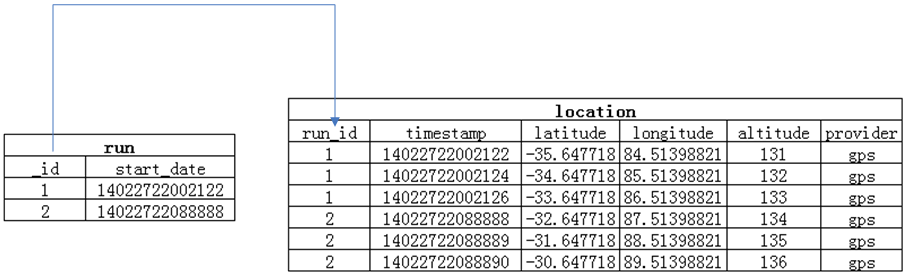 run
_id start_date
1 14022722002122
2 14022722088888
location
run_id timestamp latitude longitude altitude provider
1 14022722002122 -35.647718 84.51398821 131 gps
1 14022722002124 -34.647718 85.51398821 132 gps
1 14022722002126 -33.647718 86.51398821 133 gps
2 14022722088888 -32.647718 87.51398821 134 gps
2 14022722088889 -31.647718 88.51398821 135 gps
2 14022722088890 -30.647718 89.51398821 136 gps